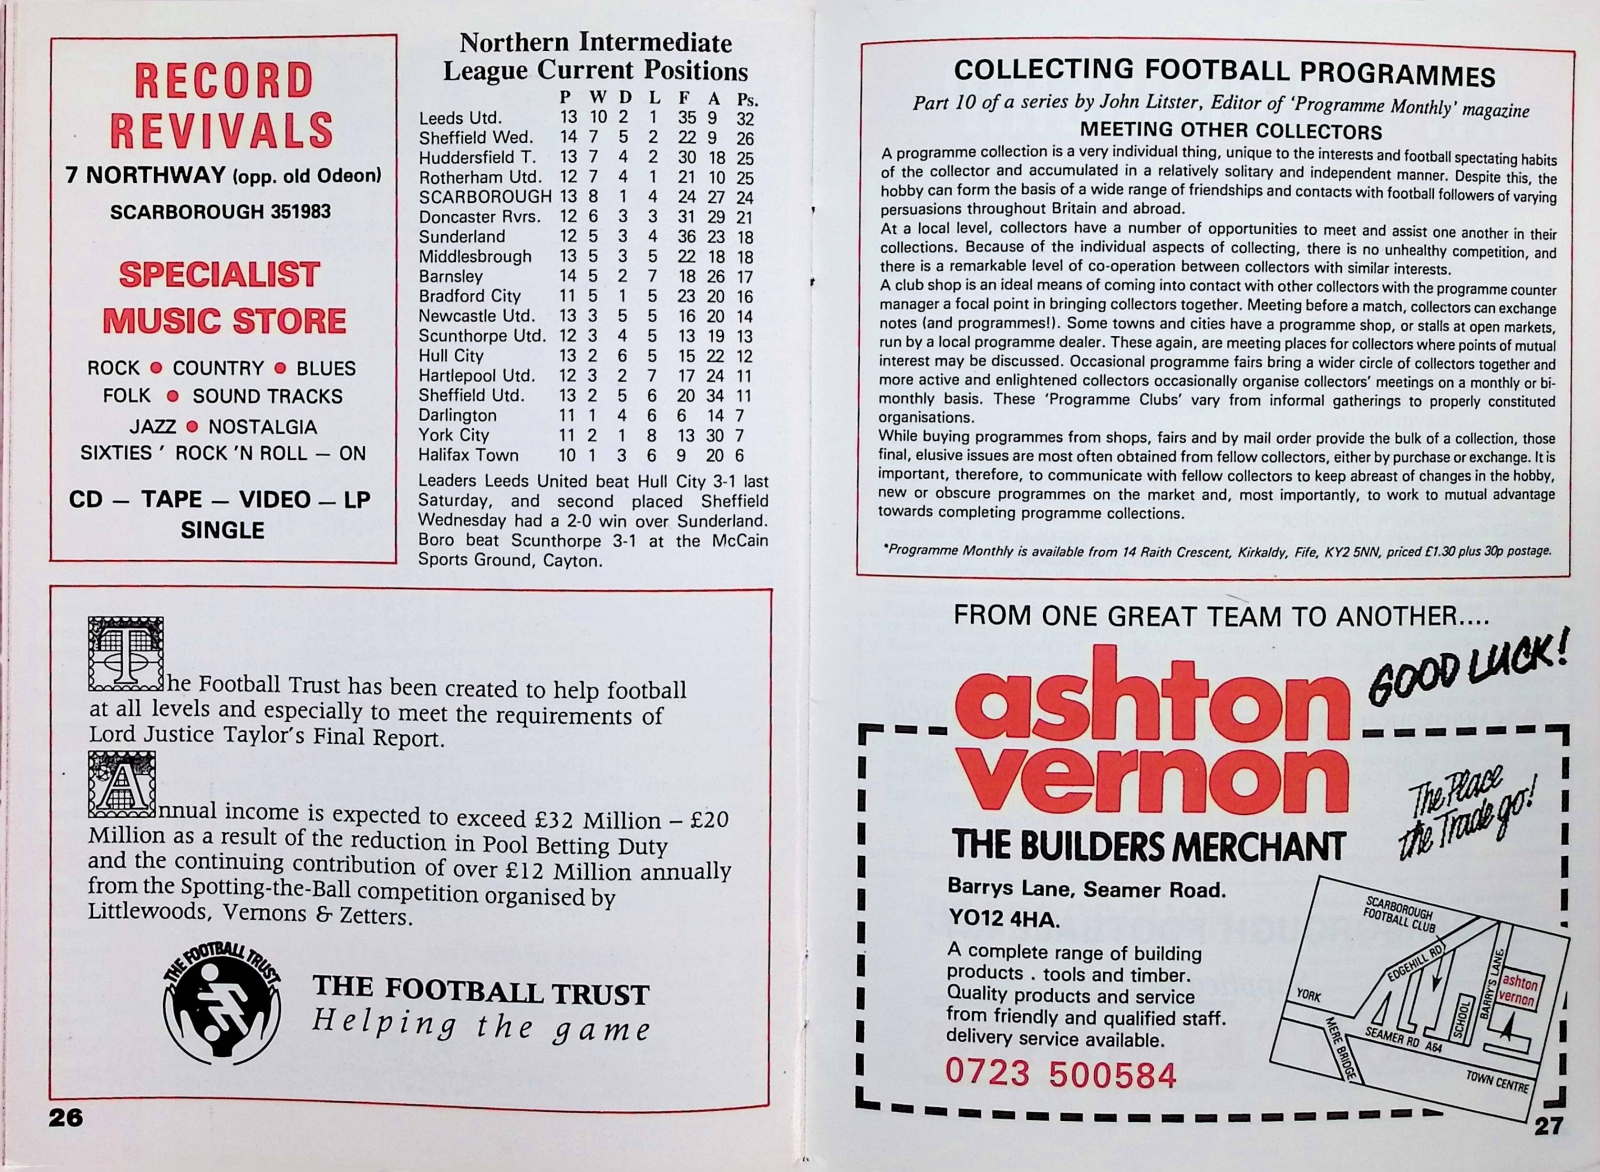 RECORD
REVIVALS
7 NORTHWAY (opp. old Odeon)
SCARBOROUGH 351983
SPECIALIST
MUSIC STORE
ROCK ● COUNTRY ● BLUES
FOLK ● SOUND TRACKS
JAZZ ● NOSTALGIA
SIXTIES ' ROCK 'N ROLL — ON
CD — TAPE — VIDEO — LP
SINGLE
Northern Intermediate
League Current Positions
P W D L F A Ps.
Leeds Utd. 13 10 2 1 35 9 32
Sheffield Wed. 14 7 5 2 22 9 26
Huddersfield T. 13 7 4 2 30 18 25
Rotherham Utd. 12 7 4 1 21 10 25
SCARBOROUGH 13 8 1 4 24 27 24
Doncaster Rvrs. 12 6 3 3 31 29 21
Sunderland 12 5 3 4 36 23 18
Middlesbrough 13 5 3 5 22 18 18
Barnsley 14 5 2 7 18 26 17
Bradford City 11 5 1 5 23 20 16
Newcastle Utd. 13 3 5 5 16 20 14
Scunthorpe Utd. 12 3 4 5 13 19 13
Hull City 13 2 6 5 15 22 12
Hartlepool Utd. 12 3 2 7 17 24 11
Sheffield Utd. 13 2 5 6 20 34 11
Darlington 11 1 4 6 6 14 7
York City 11 2 1 8 13 30 7
Halifax Town 10 1 3 6 9 20 6
Leaders Leeds United beat Hull City 3-1 last
Saturday, and second placed Sheffield
Wednesday had a 2-0 win over Sunderland.
Boro beat Scunthorpe 3-1 at the McCain
Sports Ground, Cayton.
The Football Trust has been created to help football
at all levels and especially to meet the requirements of
Lord Justice Taylor's Final Report.
Annual income is expected to exceed £32 Million – £20
Million as a result of the reduction in Pool Betting Duty
and the continuing contribution of over £12 Million annually
from the Spotting-the-Ball competition organised by
Littlewoods, Vernons & Zetters.
THE FOOTBALL TRUST
THE FOOTBALL TRUST
Helping the game
26
COLLECTING FOOTBALL PROGRAMMES
Part 10 of a series by John Litster, Editor of 'Programme Monthly' magazine
MEETING OTHER COLLECTORS
A programme collection is a very individual thing, unique to the interests and football spectating habits
of the collector and accumulated in a relatively solitary and independent manner. Despite this, the
hobby can form the basis of a wide range of friendships and contacts with football followers of varying
persuasions throughout Britain and abroad.
At a local level, collectors have a number of opportunities to meet and assist one another in their
collections. Because of the individual aspects of collecting, there is no unhealthy competition, and
there is a remarkable level of co-operation between collectors with similar interests.
A club shop is an ideal means of coming into contact with other collectors with the programme counter
manager a focal point in bringing collectors together. Meeting before a match, collectors can exchange
notes (and programmes!). Some towns and cities have a programme shop, or stalls at open markets,
run by a local programme dealer. These again, are meeting places for collectors where points of mutual
interest may be discussed. Occasional programme fairs bring a wider circle of collectors together and
more active and enlightened collectors occasionally organise collectors' meetings on a monthly or bi-
monthly basis. These 'Programme Clubs' vary from informal gatherings to properly constituted
organisations.
While buying programmes from shops, fairs and by mail order provide the bulk of a collection, those
final, elusive issues are most often obtained from fellow collectors, either by purchase or exchange. It is
important, therefore, to communicate with fellow collectors to keep abreast of changes in the hobby,
new or obscure programmes on the market and, most importantly, to work to mutual advantage
towards completing programme collections.
*Programme Monthly is available from 14 Raith Crescent, Kirkaldy, Fife, KY2 5NN, priced £1.30 plus 30p postage.
FROM ONE GREAT TEAM TO ANOTHER....
GOOD LUCK!
ashton
vernon
THE BUILDERS MERCHANT
The Place
the Trade go!
Barrys Lane, Seamer Road.
YO12 4HA.
A complete range of building
products . tools and timber.
Quality products and service
from friendly and qualified staff.
delivery service available.
0723 500584
SCARBOROUGH
FOOTBALL CLUB
EDGEHILL RD
YORK
MERE BRIDGE
SEAMER RD A64
SCHOOL
BARRY'S LANE
ashton
vernon
TOWN CENTRE
27